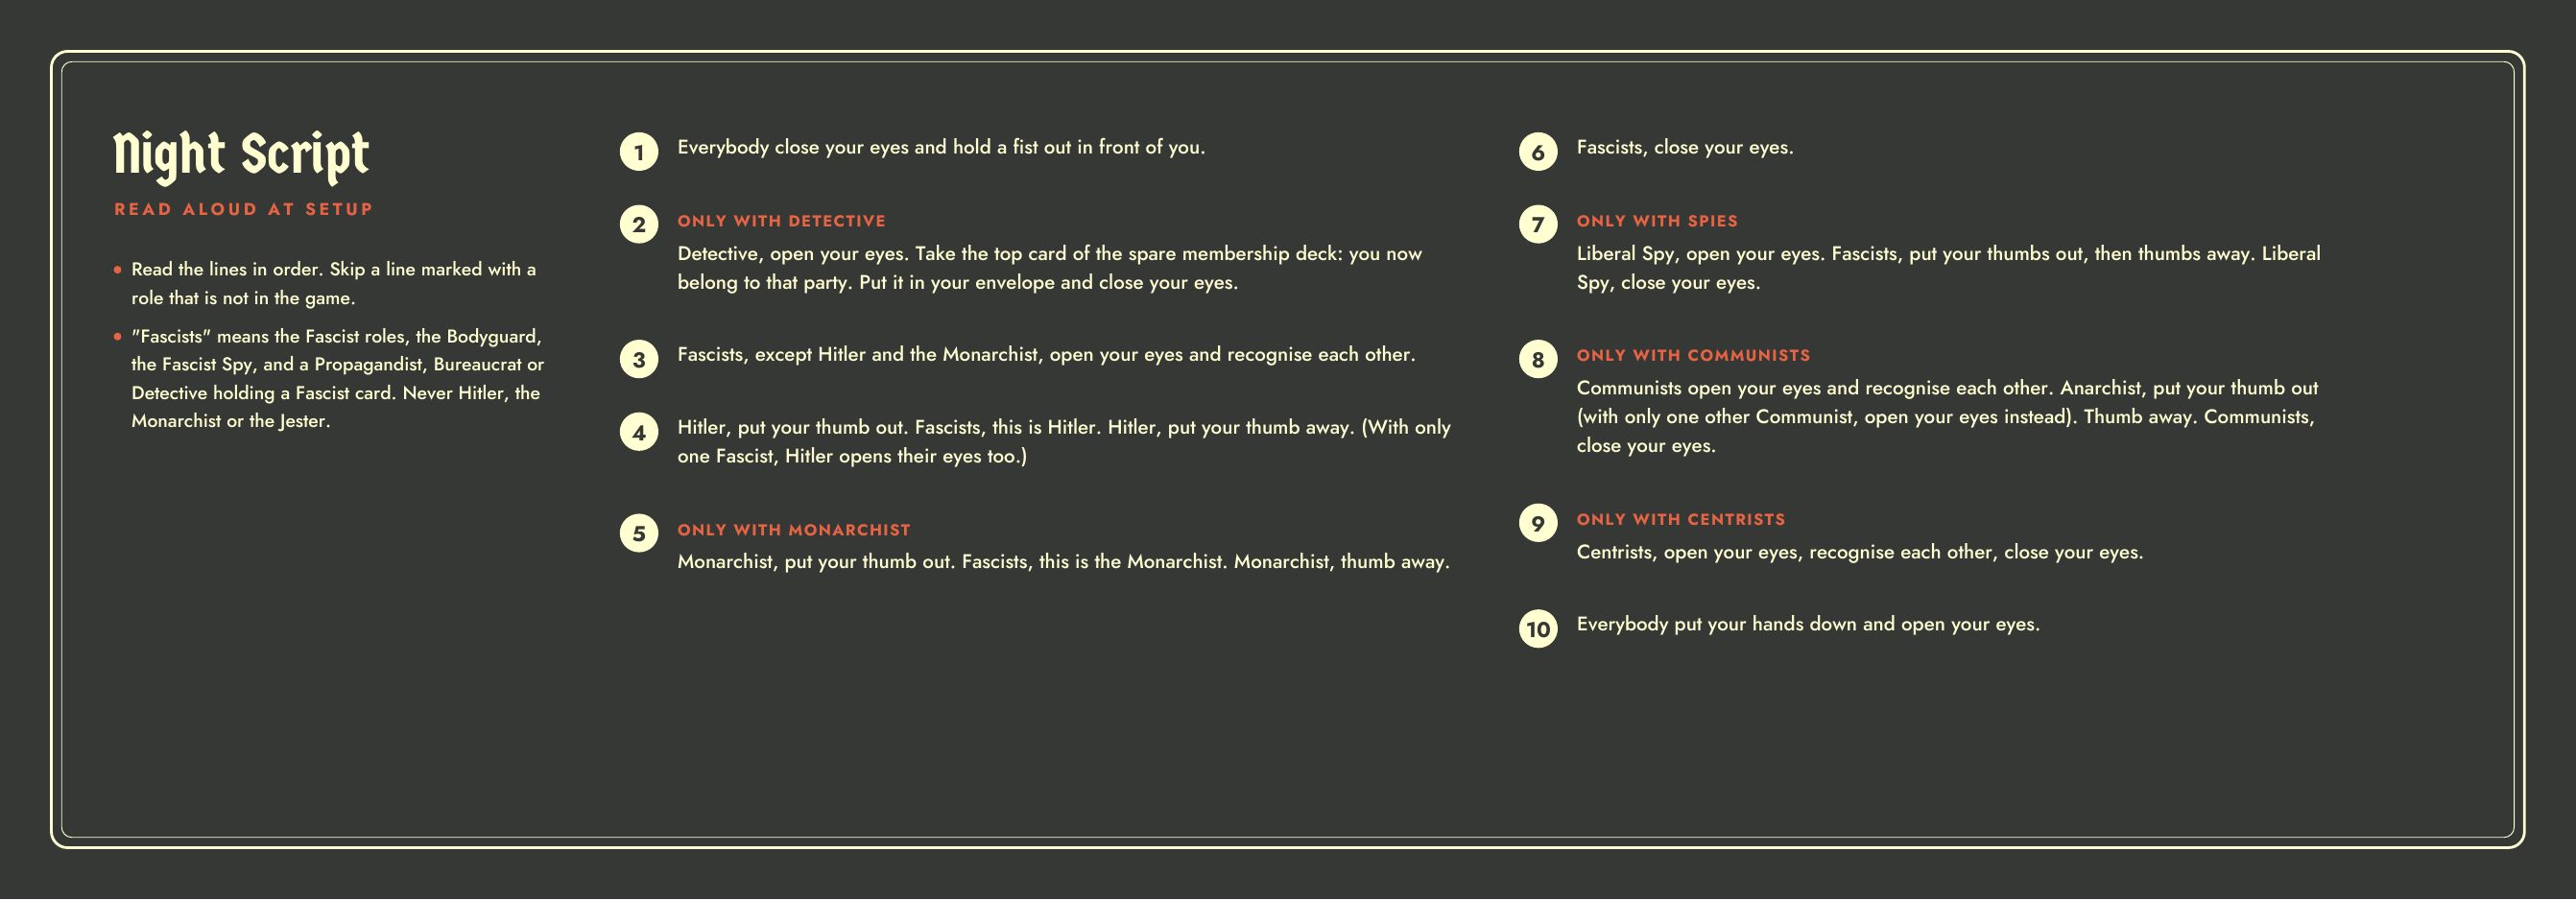 Night Script
READ ALOUD AT SETUP
• Read the lines in order. Skip a line marked with a
role that is not in the game.
• "Fascists" means the Fascist roles, the Bodyguard,
the Fascist Spy, and a Propagandist, Bureaucrat or
Detective holding a Fascist card. Never Hitler, the
Monarchist or the Jester.
1 Everybody close your eyes and hold a fist out in front of you.
2 ONLY WITH DETECTIVE
Detective, open your eyes. Take the top card of the spare membership deck: you now
belong to that party. Put it in your envelope and close your eyes.
3 Fascists, except Hitler and the Monarchist, open your eyes and recognise each other.
4 Hitler, put your thumb out. Fascists, this is Hitler. Hitler, put your thumb away. (With only
one Fascist, Hitler opens their eyes too.)
5 ONLY WITH MONARCHIST
Monarchist, put your thumb out. Fascists, this is the Monarchist. Monarchist, thumb away.
6 Fascists, close your eyes.
7 ONLY WITH SPIES
Liberal Spy, open your eyes. Fascists, put your thumbs out, then thumbs away. Liberal
Spy, close your eyes.
8 ONLY WITH COMMUNISTS
Communists open your eyes and recognise each other. Anarchist, put your thumb out
(with only one other Communist, open your eyes instead). Thumb away. Communists,
close your eyes.
9 ONLY WITH CENTRISTS
Centrists, open your eyes, recognise each other, close your eyes.
10 Everybody put your hands down and open your eyes.